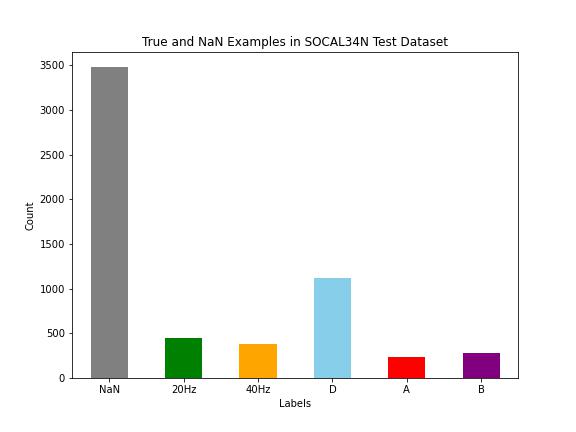 True and NaN Examples in SOCAL34N Test Dataset
3500
3000
2500
2000
1500
1000
500
0
Count
NaN 20Hz 40Hz D A B
Labels